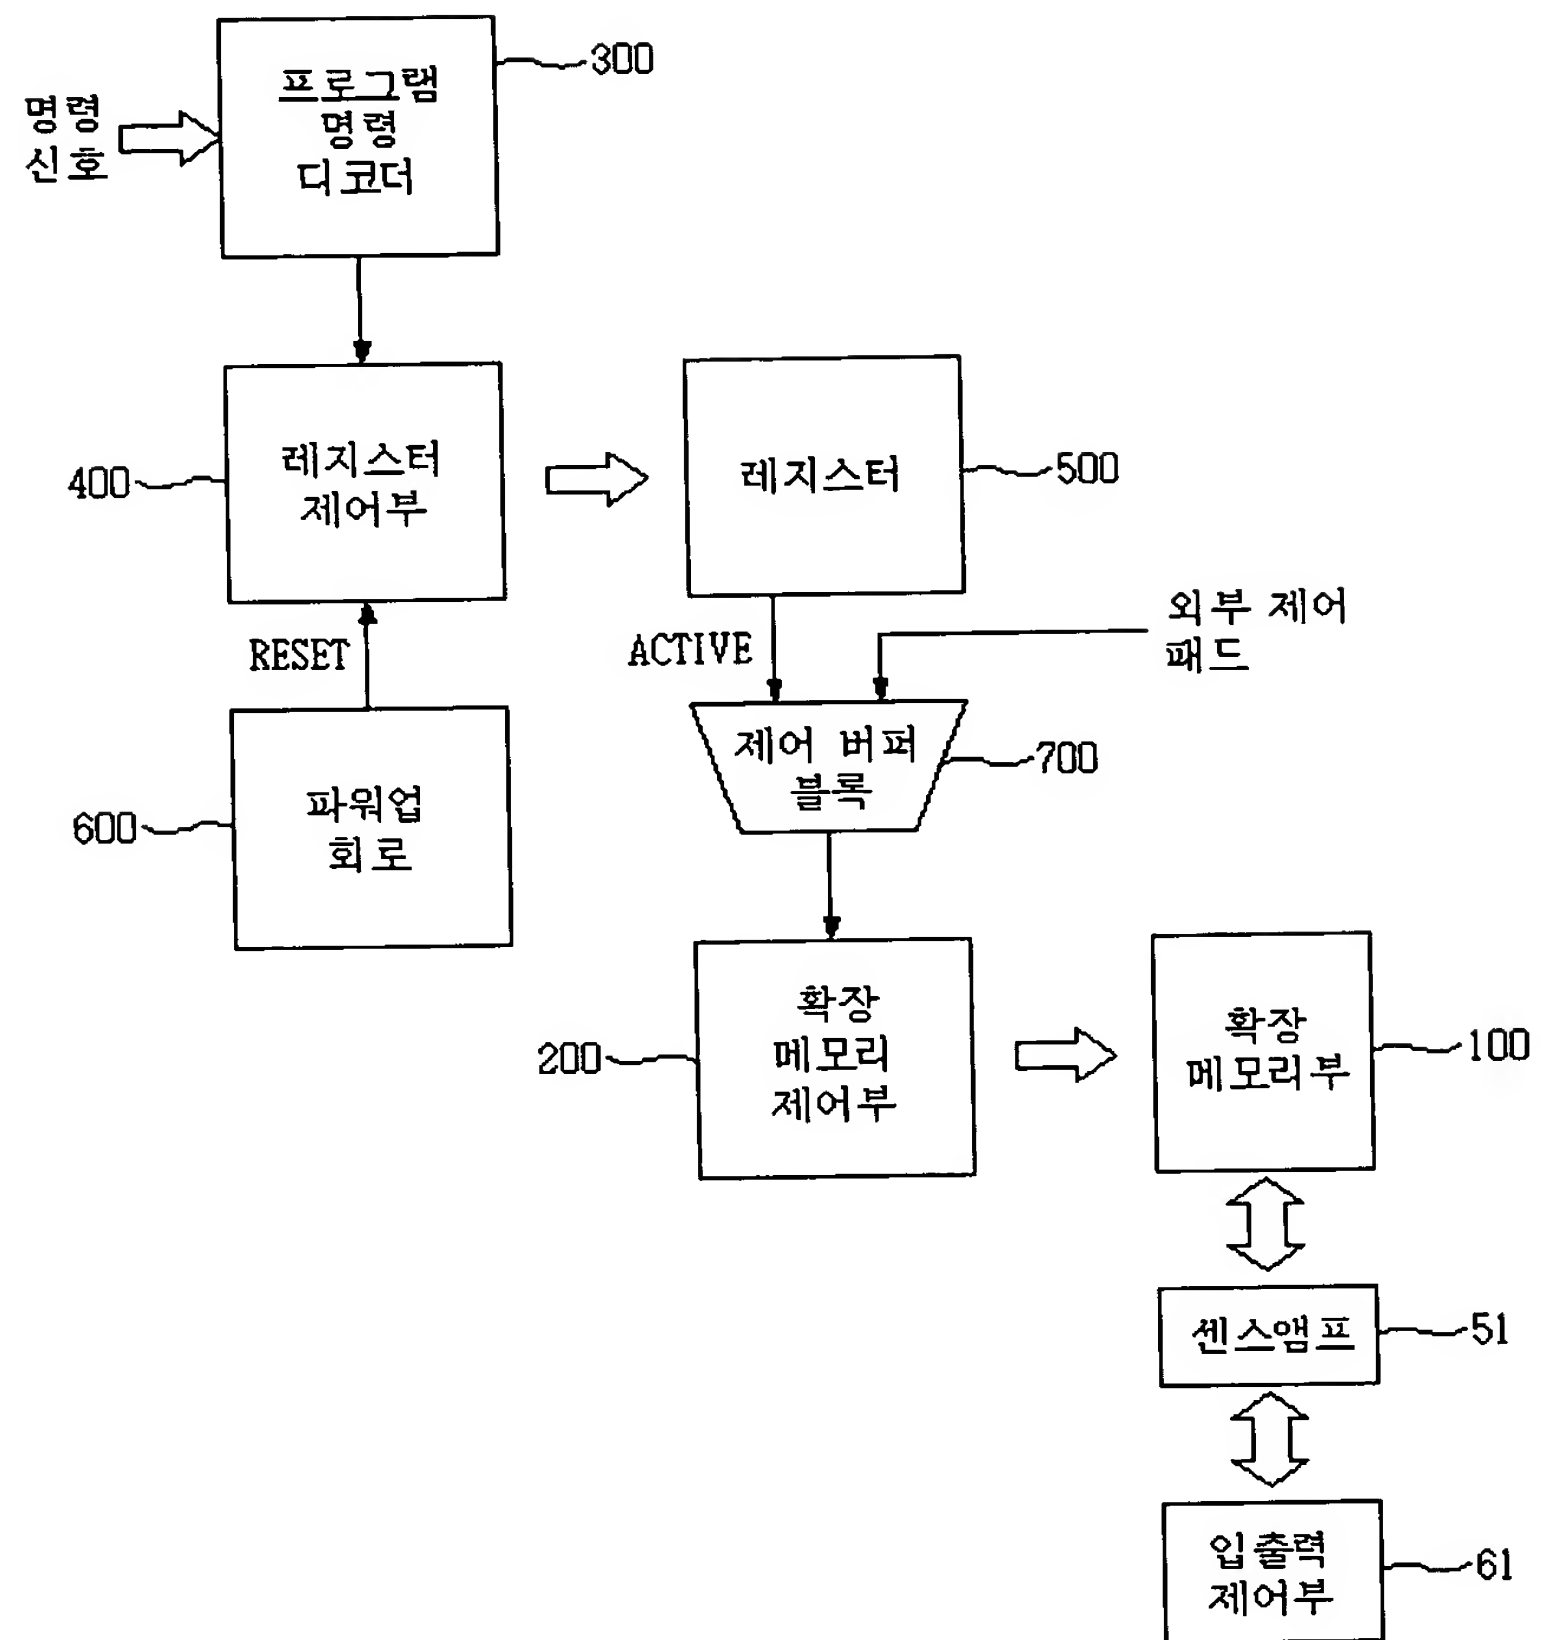 300
프로그램
명령
디코더
명령
신호
레지스터
제어부
400
레지스터
500
RESET
ACTIVE
외부 제어
패드
제어 버퍼
블록
700
파워업
회로
600
확장
메모리
제어부
200
확장
메모리부
100
센스앰프
51
입출력
제어부
61